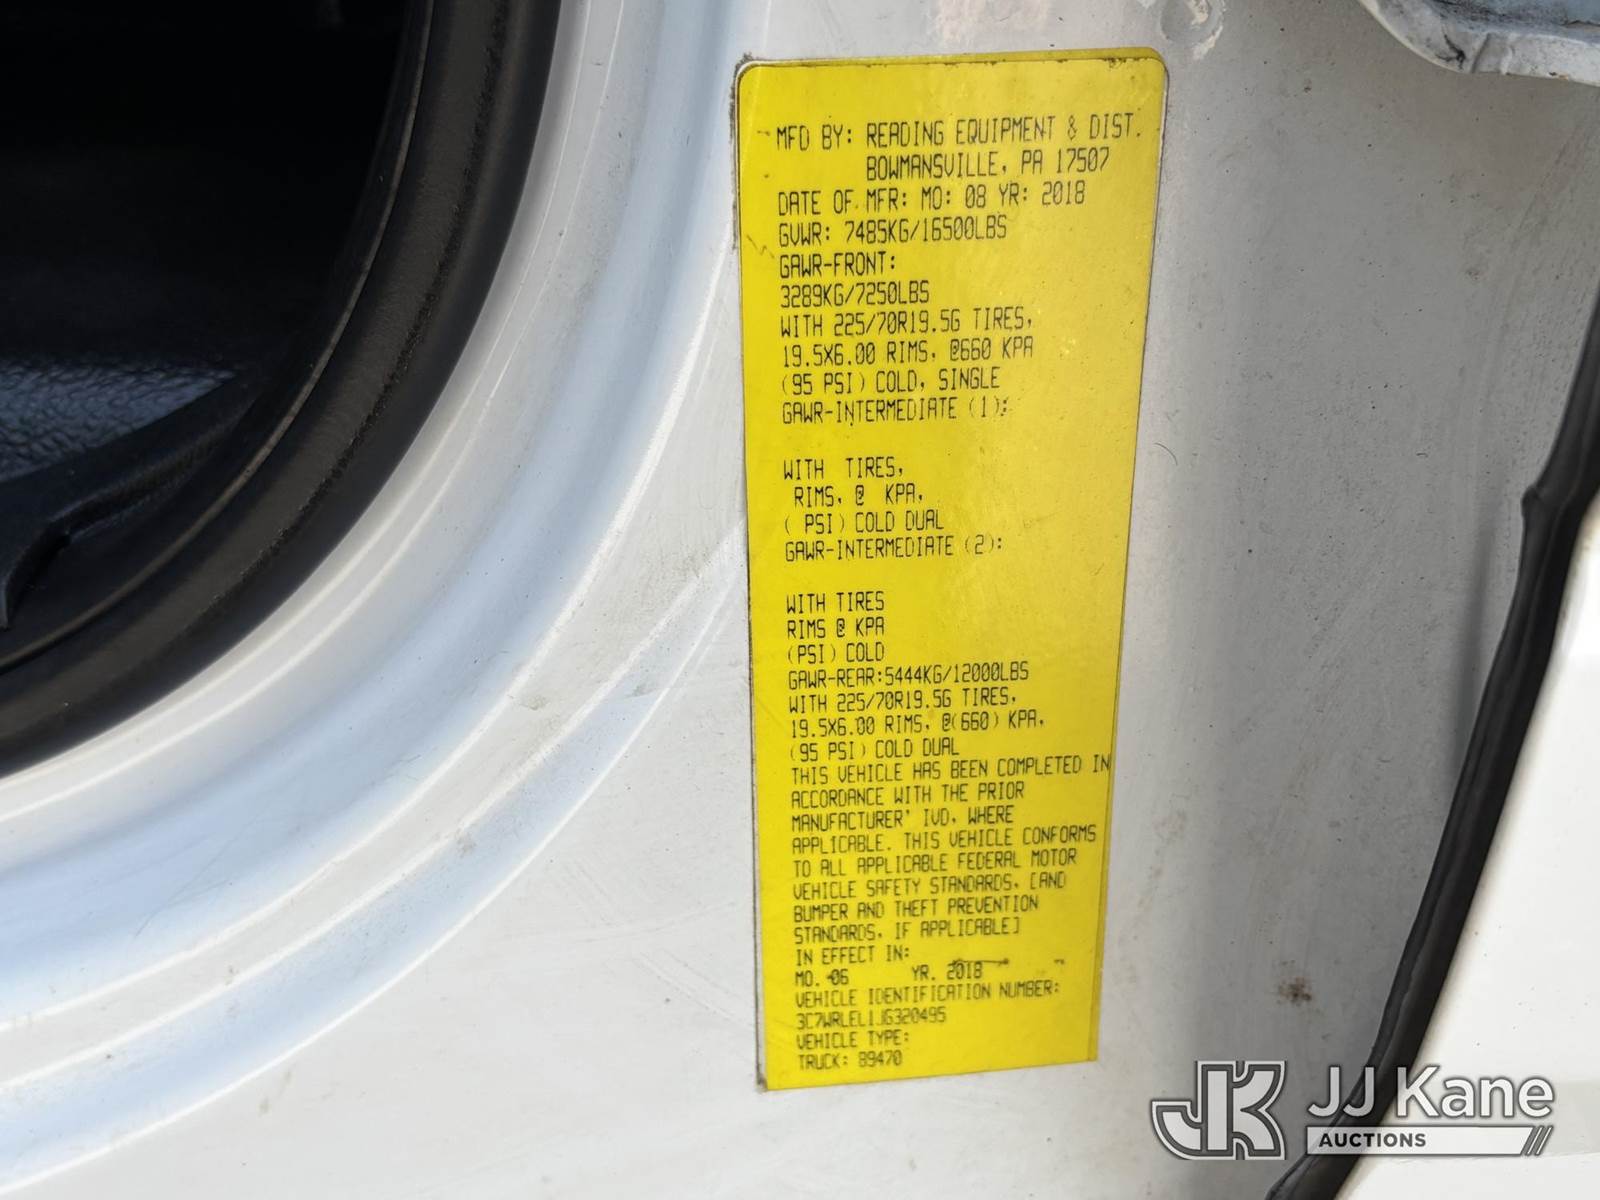 MFD BY: READING EQUIPMENT & DIST.
BOWMANSVILLE, PA 17507
DATE OF MFR: MO: 08 YR: 2018
GVWR: 7485KG/16500LBS
GAWR-FRONT:
3289KG/7250LBS
WITH 225/70R19.5G TIRES,
19.5X6.00 RIMS, @660 KPA
(95 PSI) COLD, SINGLE
GAWR-INTERMEDIATE (1):
WITH TIRES,
RIMS, @ KPA,
( PSI) COLD DUAL
GAWR-INTERMEDIATE (2):
WITH TIRES
RIMS @ KPA
(PSI) COLD
GAWR-REAR:5444KG/12000LBS
WITH 225/70R19.5G TIRES,
19.5X6.00 RIMS, @(660) KPA,
(95 PSI) COLD DUAL
THIS VEHICLE HAS BEEN COMPLETED IN
ACCORDANCE WITH THE PRIOR
MANUFACTURER' IVD, WHERE
APPLICABLE. THIS VEHICLE CONFORMS
TO ALL APPLICABLE FEDERAL MOTOR
VEHICLE SAFETY STANDARDS, [AND
BUMPER AND THEFT PREVENTION
STANDARDS, IF APPLICABLE]
IN EFFECT IN:
MO. 06 YR. 2018
VEHICLE IDENTIFICATION NUMBER:
3C7WRLEL1JG320495
VEHICLE TYPE:
TRUCK: 89470
JK JJ Kane
AUCTIONS